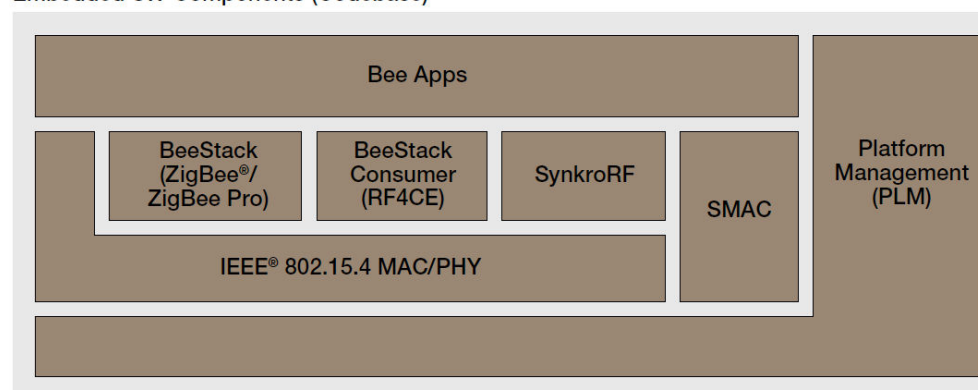 Embedded SW Components (Codebase)
Bee Apps
BeeStack
(ZigBee®/
ZigBee Pro)
BeeStack
Consumer
(RF4CE)
SynkroRF
SMAC
Platform
Management
(PLM)
IEEE® 802.15.4 MAC/PHY